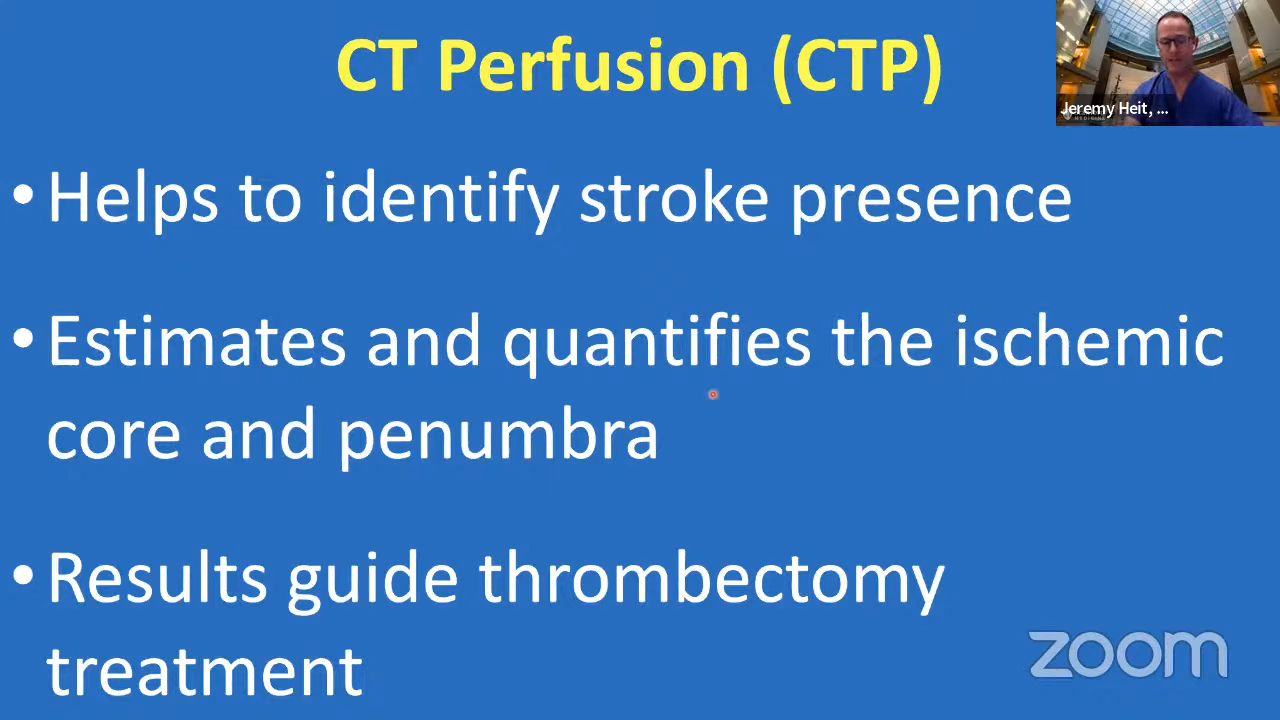 CT Perfusion (CTP)
Jeremy Heit, ...
• Helps to identify stroke presence
• Estimates and quantifies the ischemic
core and penumbra
• Results guide thrombectomy
treatment
zoom